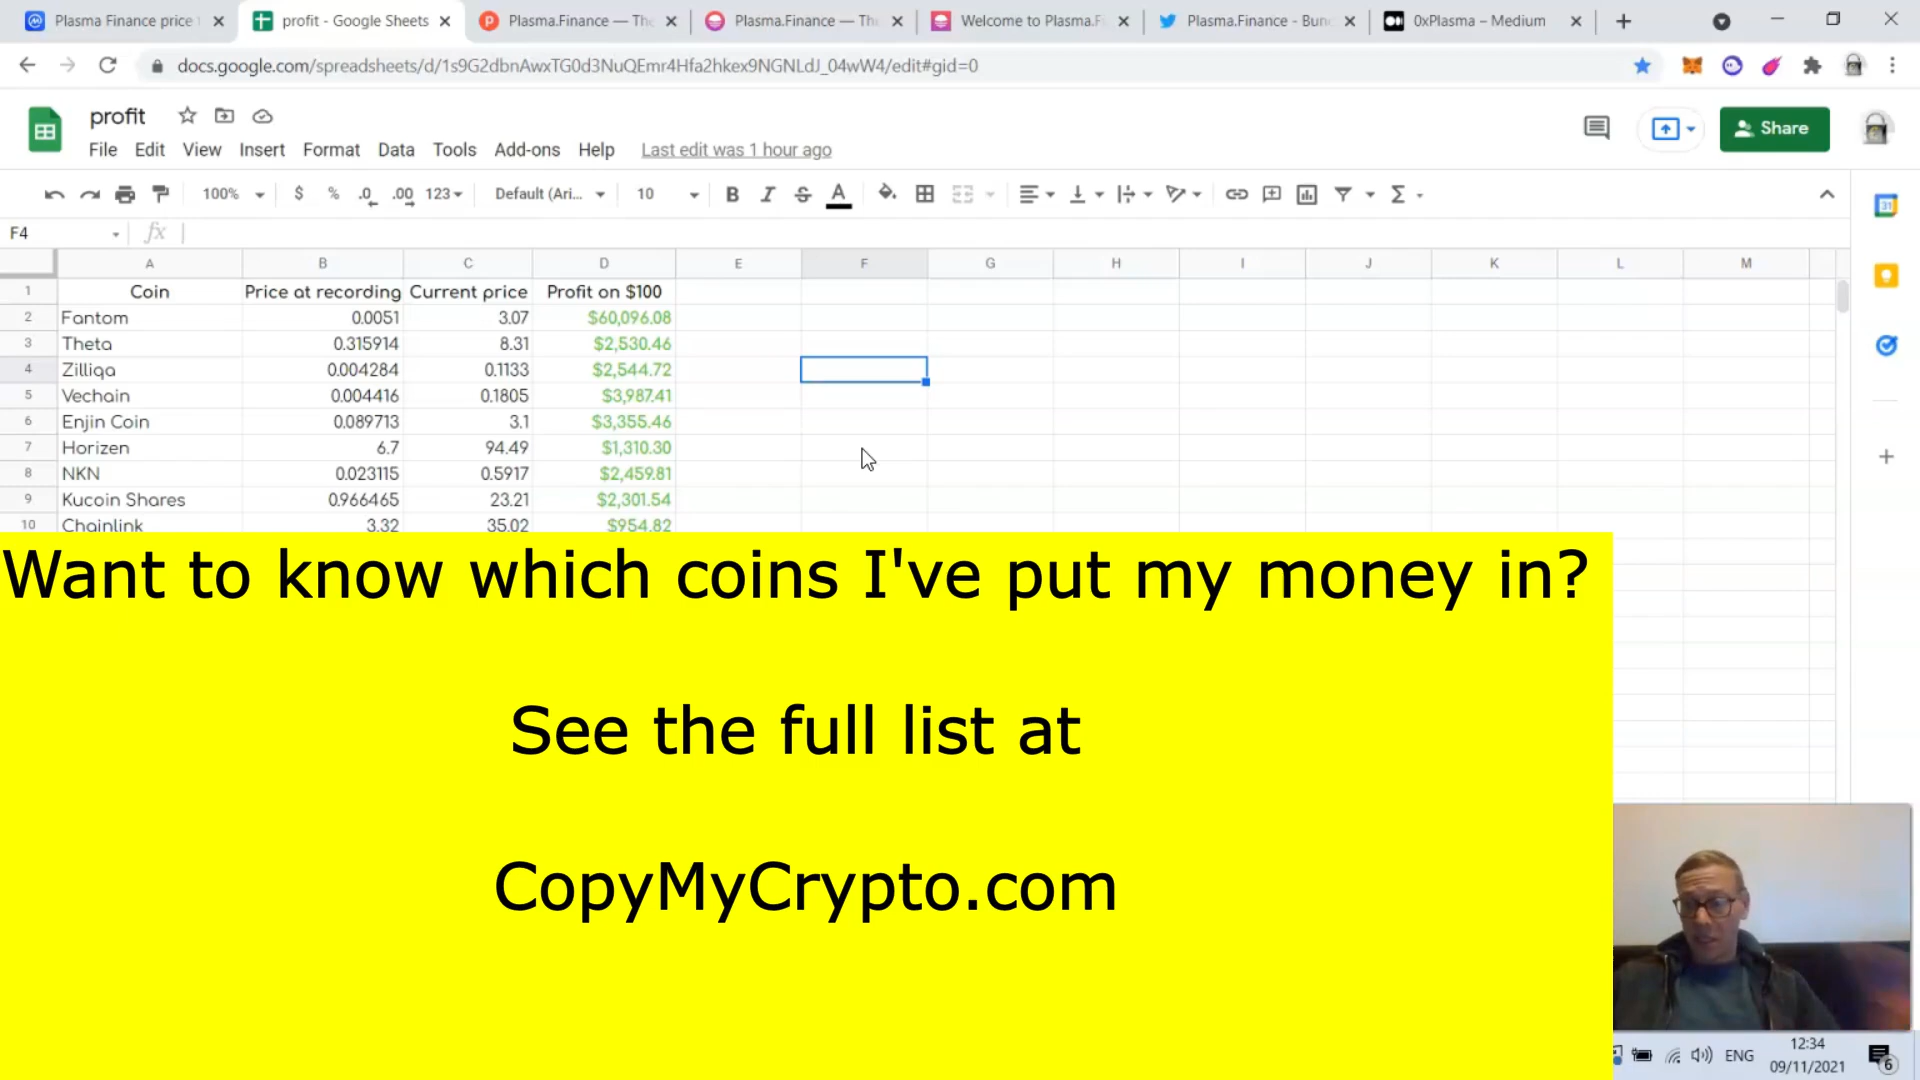 Plasma Finance price t
profit - Google Sheets
Plasma.Finance — The
Plasma.Finance — Th
Welcome to Plasma.F
Plasma.Finance - Bun
0xPlasma – Medium
docs.google.com/spreadsheets/d/1s9G2dbnAwxTG0d3NuQEmr4Hfa2hkex9NGNLdJ_04wW4/edit#gid=0
profit
Share
File Edit View Insert Format Data Tools Add-ons Help Last edit was 1 hour ago
100% $ % .0 .00 123 Default (Ari... 10 B I S A Σ
31
F4 fx
A B C D E F G H I J K L M
1 Coin Price at recording Current price Profit on $100
2 Fantom 0.0051 3.07 $60,096.08
3 Theta 0.315914 8.31 $2,530.46
4 Zilliqa 0.004284 0.1133 $2,544.72
5 Vechain 0.004416 0.1805 $3,987.41
6 Enjin Coin 0.089713 3.1 $3,355.46
7 Horizen 6.7 94.49 $1,310.30
8 NKN 0.023115 0.5917 $2,459.81
9 Kucoin Shares 0.966465 23.21 $2,301.54
10 Chainlink 3.32 35.02 $954.82
Want to know which coins I've put my money in?
See the full list at
CopyMyCrypto.com
ENG
12:34
09/11/2021
6